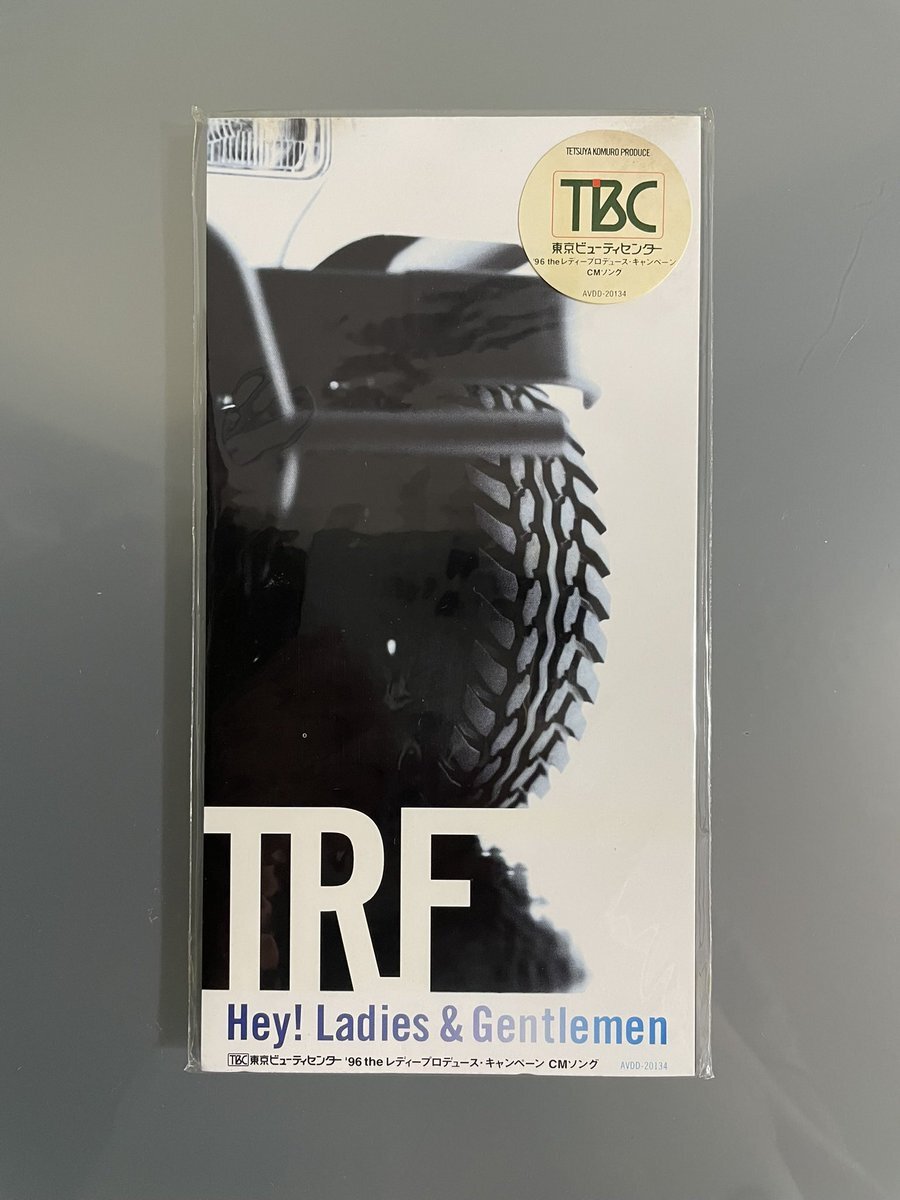 TETSUYA KOMURO PRODUCE
TBC
東京ビューティセンター
'96 theレディープロデュース・キャンペーン
CMソング
AVDD-20134
TRF
Hey! Ladies & Gentlemen
TBC 東京ビューティセンター '96 theレディープロデュース・キャンペーン CMソング AVDD-20134